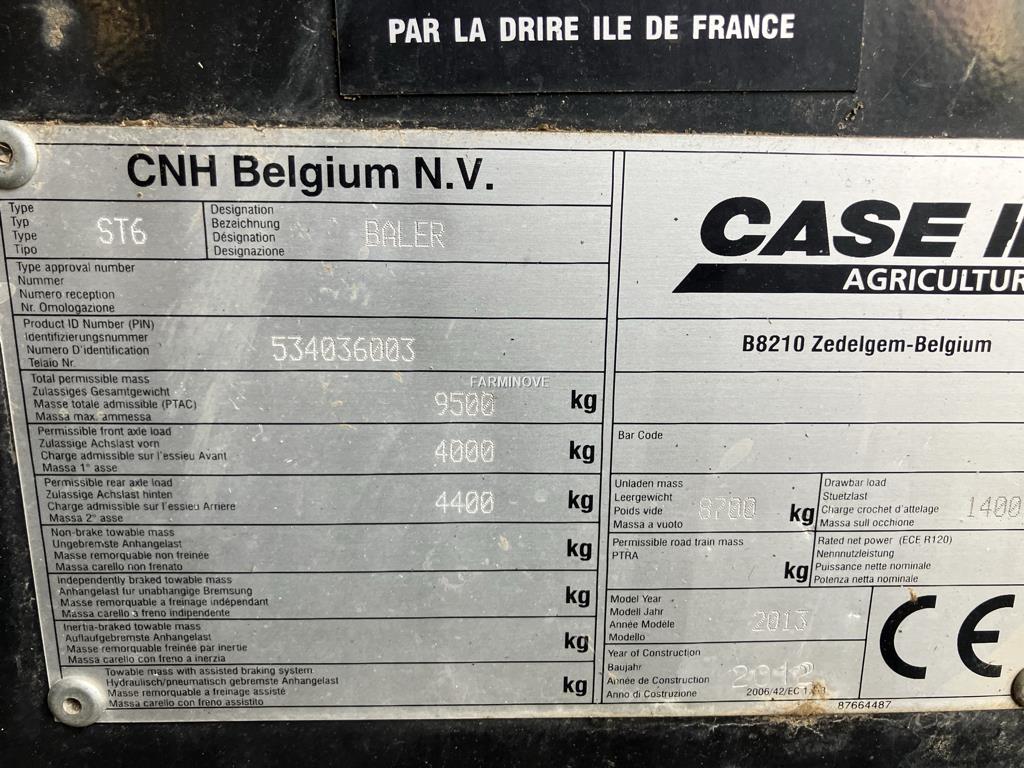 PAR LA DRIRE ILE DE FRANCE
CNH Belgium N.V.
Type
Typ
Type
Tipo
ST6
Designation
Bezeichnung
Désignation
Designazione
BALER
Type approval number
Nummer
Numero reception
Nr. Omologazione
Product ID Number (PIN)
Identifizierungsnummer
Numero D'identification
Telaio Nr.
534036003
Total permissible mass
Zulassiges Gesamtgewicht
Masse totale admissible (PTAC)
Massa max. ammessa
FARMINOVE
9500 kg
Permissible front axle load
Zulassige Achslast vorn
Charge admissible sur l'essieu Avant
Massa 1° asse
4000 kg
Permissible rear axle load
Zulassige Achslast hinten
Charge admissible sur l'essieu Arriere
Massa 2° asse
4400 kg
Non-brake towable mass
Ungebremste Anhangelast
Masse remorquable non freinée
Massa carello non frenato
kg
Independently braked towable mass
Anhangelast fur unabhangige Bremsung
Masse remorquable a freinage indépendant
Massa carello a freno indipendente
kg
Inertia-braked towable mass
Auflaufgebremste Anhangelast
Masse remorquable freinée par inertie
Massa carello con freno a inerzia
kg
Towable mass with assisted braking system
Hydraulisch/pneumatisch gebremste Anhangelast
Masse remorquable a freinage assisté
Massa carello con freno assistito
kg
CASE
AGRICULTUR
B8210 Zedelgem-Belgium
Bar Code
Unladen mass
Leergewicht
Poids vide
Massa a vuoto
8700 kg
Drawbar load
Stuetzlast
Charge crochet d'attelage
Massa sull occhione
1400
Permissible road train mass
PTRA
kg
Rated net power (ECE R120)
Nennnutzleistung
Puissance nette nominale
Potenza netta nominale
Model Year
Modell Jahr
Année Modèle
Modello
2013
Year of Construction
Baujahr
Année de Construction
Anno di Costruzione
2012
2006/42/EC
CE
87664487